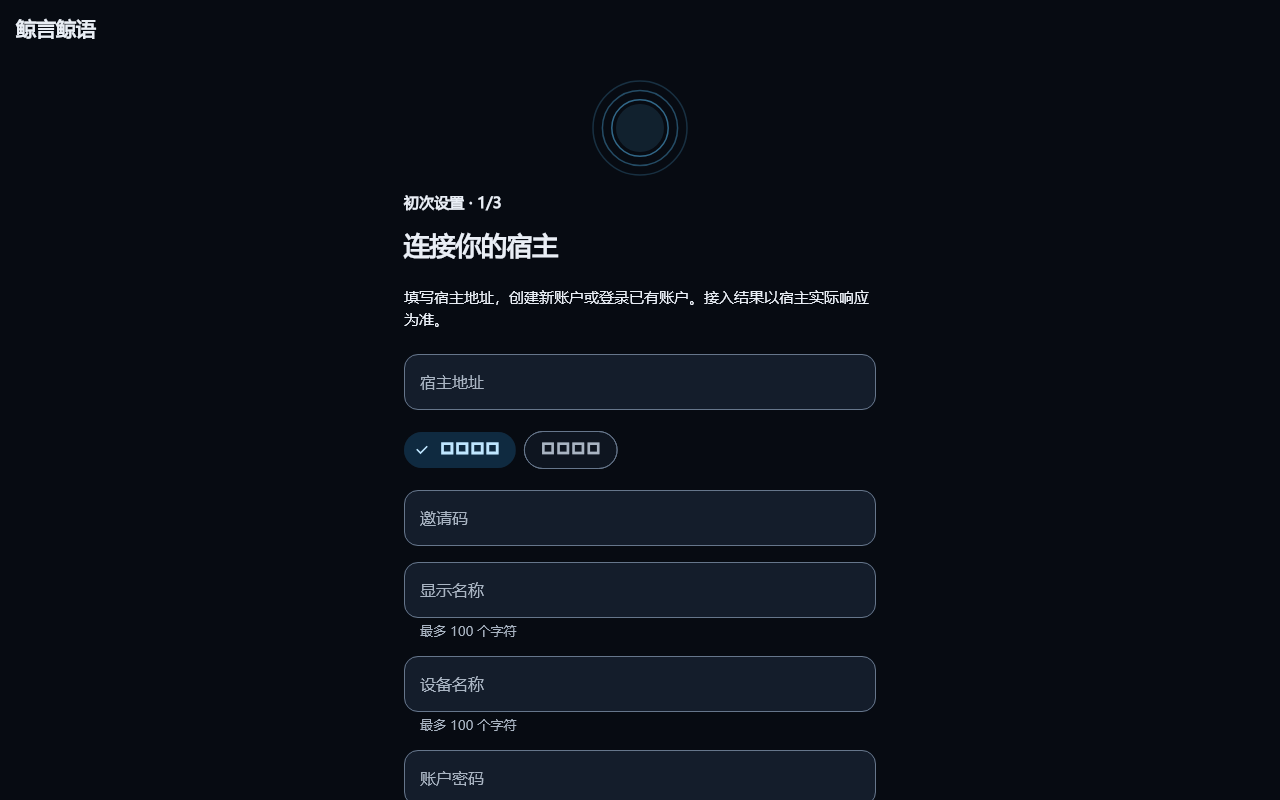 鲸言鲸语
初次设置 · 1/3
连接你的宿主
填写宿主地址，创建新账户或登录已有账户。接入结果以宿主实际响应
为准。
宿主地址
邀请码
显示名称
最多 100 个字符
设备名称
最多 100 个字符
账户密码